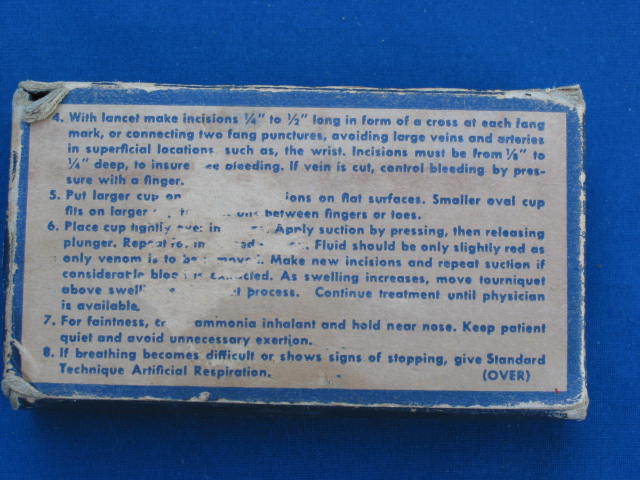 4. With lancet make incisions ¼" to ½" long in form of a cross at each fang
mark, or connecting two fang punctures, avoiding large veins and arteries
in superficial locations, such as, the wrist. Incisions must be from ⅛" to
¼" deep, to insure bleeding. If vein is cut, control bleeding by pres-
sure with a finger.
5. Put larger cup on flat surfaces. Smaller oval cup
fits on larger between fingers or toes.
6. Place cup tightly Apply suction by pressing, then releasing
plunger. Repeat Fluid should be only slightly red as
only venom is to be Make new incisions and repeat suction if
considerable As swelling increases, move tourniquet
above process. Continue treatment until physician
is available.
7. For faintness, ammonia inhalant and hold near nose. Keep patient
quiet and avoid unnecessary exertion.
8. If breathing becomes difficult or shows signs of stopping, give Standard
Technique Artificial Respiration. (OVER)